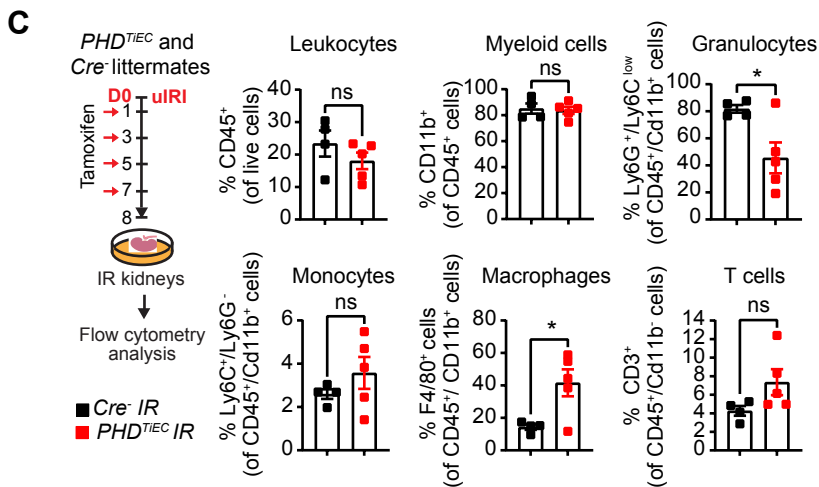 C
PHD^TiEC and
Cre⁻ littermates
D0 uIRI
Tamoxifen
1
3
5
7
8
IR kidneys
Flow cytometry
analysis
Cre⁻ IR
PHD^TiEC IR
Leukocytes
ns
% CD45⁺
(of live cells)
40
30
20
10
0
Myeloid cells
ns
% CD11b⁺
(of CD45⁺ cells)
100
80
60
40
20
0
Granulocytes
*
% Ly6G⁺/Ly6C^low
(of CD45⁺/Cd11b⁺ cells)
100
80
60
40
20
0
Monocytes
ns
% Ly6C⁺/Ly6G⁻
(of CD45⁺/Cd11b⁺ cells)
6
4
2
0
Macrophages
*
% F4/80⁺ cells
(of CD45⁺/ CD11b⁺ cells)
80
60
40
20
0
T cells
ns
% CD3⁺
(of CD45⁺/Cd11b⁻ cells)
14
12
10
8
6
4
2
0